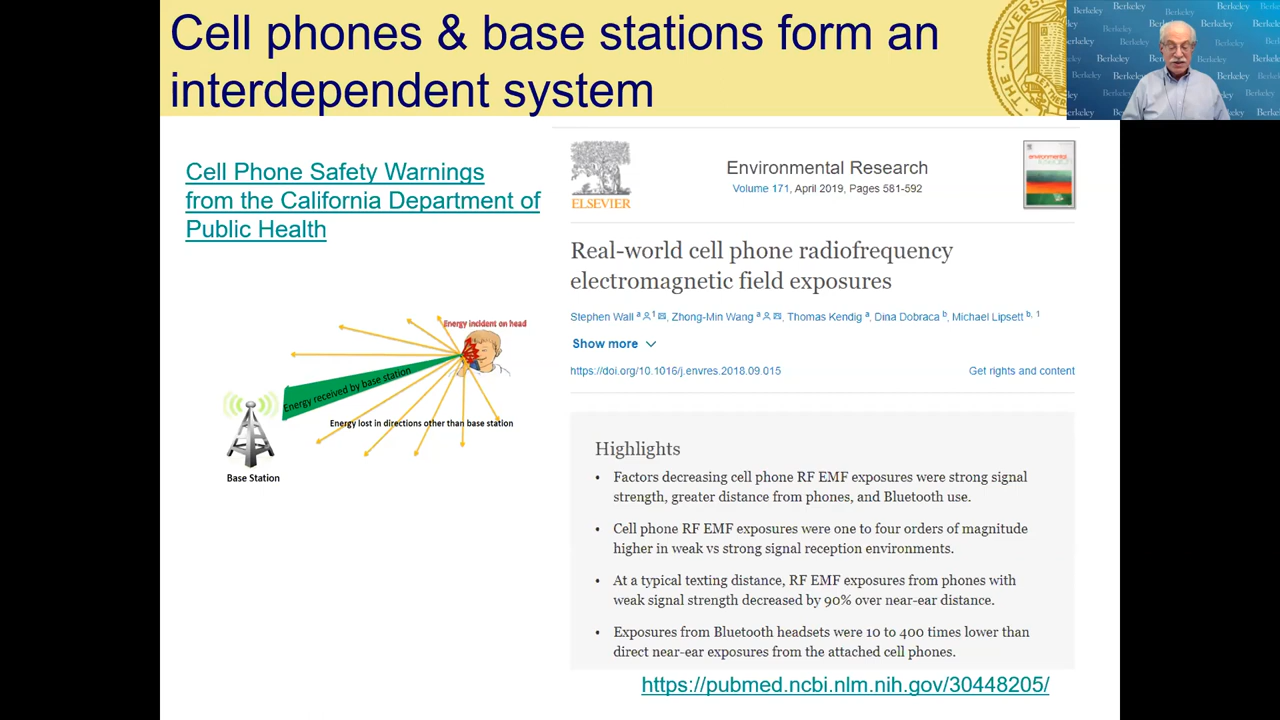 Cell phones & base stations form an
interdependent system
Cell Phone Safety Warnings
from the California Department of
Public Health
Energy incident on head
Energy received by base station
Energy lost in directions other than base station
Base Station
ELSEVIER
Environmental Research
Volume 171, April 2019, Pages 581-592
Real-world cell phone radiofrequency
electromagnetic field exposures
Stephen Wall a 1, Zhong-Min Wang a, Thomas Kendig a, Dina Dobraca b, Michael Lipsett b, 1
Show more
https://doi.org/10.1016/j.envres.2018.09.015
Get rights and content
Highlights
• Factors decreasing cell phone RF EMF exposures were strong signal
strength, greater distance from phones, and Bluetooth use.
• Cell phone RF EMF exposures were one to four orders of magnitude
higher in weak vs strong signal reception environments.
• At a typical texting distance, RF EMF exposures from phones with
weak signal strength decreased by 90% over near-ear distance.
• Exposures from Bluetooth headsets were 10 to 400 times lower than
direct near-ear exposures from the attached cell phones.
https://pubmed.ncbi.nlm.nih.gov/30448205/
Berkeley
Berkeley
Berkeley
Berkeley
Berkeley